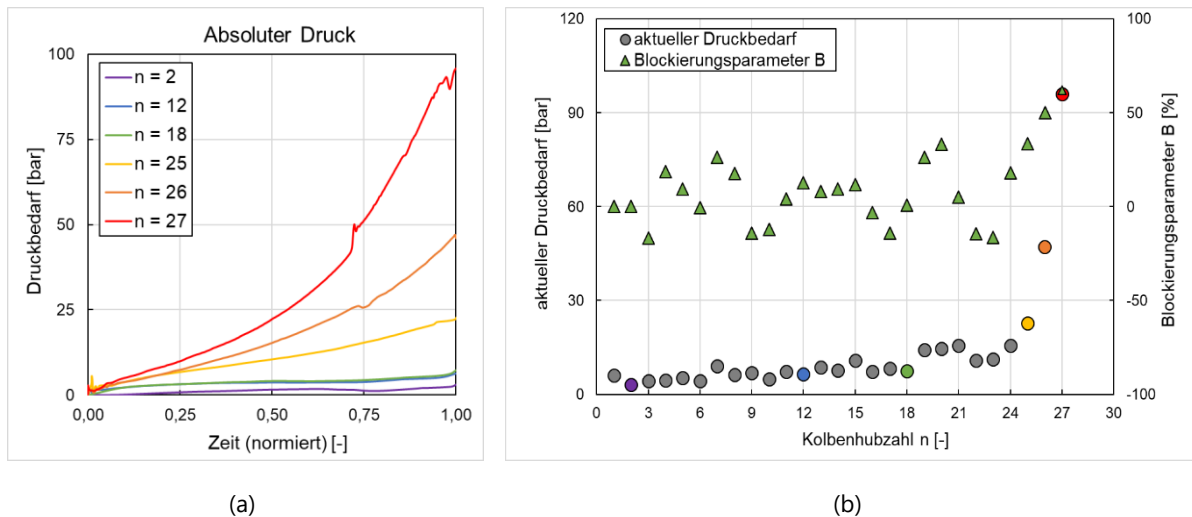 Absoluter Druck
100
75
50
25
0
Druckbedarf [bar]
n = 2
n = 12
n = 18
n = 25
n = 26
n = 27
0,00
0,25
0,50
0,75
1,00
Zeit (normiert) [-]
(a)
120
90
60
30
0
aktueller Druckbedarf [bar]
aktueller Druckbedarf
Blockierungsparameter B
100
50
0
-50
-100
Blockierungsparameter B [%]
0
3
6
9
12
15
18
21
24
27
30
Kolbenhubzahl n [-]
(b)